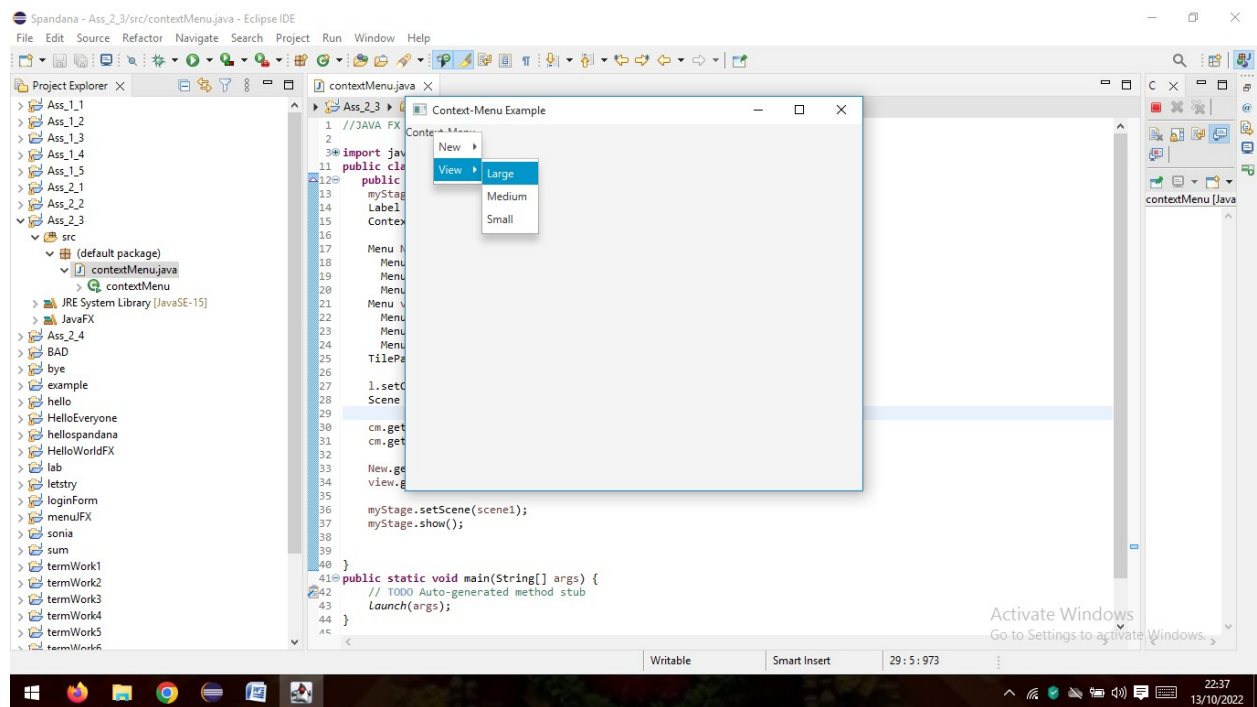 Spandana - Ass_2_3/src/contextMenu.java - Eclipse IDE
File Edit Source Refactor Navigate Search Project Run Window Help
Project Explorer
Ass_1_1
Ass_1_2
Ass_1_3
Ass_1_4
Ass_1_5
Ass_2_1
Ass_2_2
Ass_2_3
src
(default package)
contextMenu.java
contextMenu
JRE System Library [JavaSE-15]
JavaFX
Ass_2_4
BAD
bye
example
hello
HelloEveryone
hellospandana
HelloWorldFX
lab
letstry
loginForm
menuJFX
sonia
sum
termWork1
termWork2
termWork3
termWork4
termWork5
termWork6
contextMenu.java
Ass_2_3
1 //JAVA FX
2
3 import jav
11 public cla
12 public
13 myStag
14 Label
15 Contex
16
17 Menu N
18 Menu
19 Menu
20 Menu
21 Menu v
22 Menu
23 Menu
24 Menu
25 TilePa
26
27 l.setC
28 Scene
29
30 cm.get
31 cm.get
32
33 New.ge
34 view.g
35
36 myStage.setScene(scene1);
37 myStage.show();
38
39
40 }
41 public static void main(String[] args) {
42 // TODO Auto-generated method stub
43 launch(args);
44 }
45
Context-Menu Example
Context-Menu
New
View
Large
Medium
Small
C
contextMenu [Java
Activate Windows
Go to Settings to activate Windows.
Writable Smart Insert 29 : 5 : 973
22:37
13/10/2022